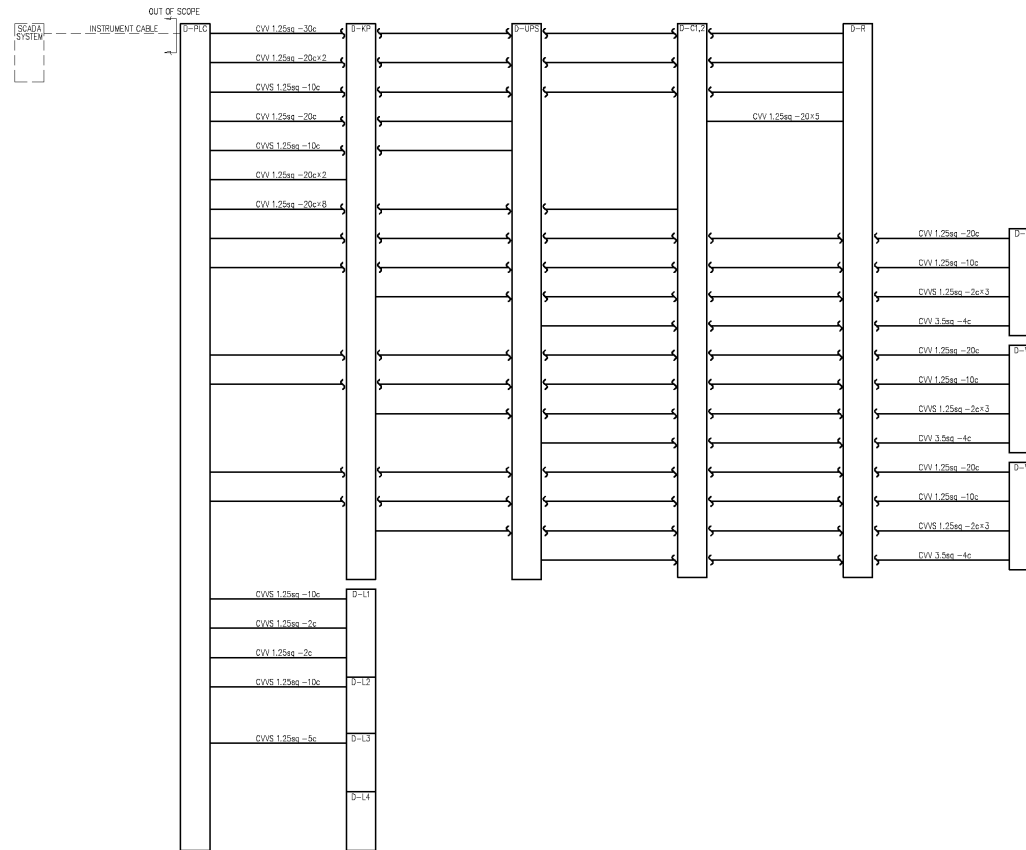 OUT OF SCOPE
SCADA
SYSTEM
INSTRUMENT CABLE
D-PLC
CVV 1.25sq -30c
D-KP
D-UPS
D-C1,2
D-R
CVV 1.25sq -20c×2
CVVS 1.25sq -10c
CVV 1.25sq -20c
CVV 1.25sq -20×5
CVVS 1.25sq -10c
CVV 1.25sq -20c×2
CVV 1.25sq -20c×8
CVV 1.25sq -20c
CVV 1.25sq -10c
CVVS 1.25sq -2c×3
CVV 3.5sq -4c
CVV 1.25sq -20c
CVV 1.25sq -10c
CVVS 1.25sq -2c×3
CVV 3.5sq -4c
CVV 1.25sq -20c
CVV 1.25sq -10c
CVVS 1.25sq -2c×3
CVV 3.5sq -4c
CVVS 1.25sq -10c
D-L1
CVVS 1.25sq -2c
CVV 1.25sq -2c
CVVS 1.25sq -10c
D-L2
CVVS 1.25sq -5c
D-L3
D-L4